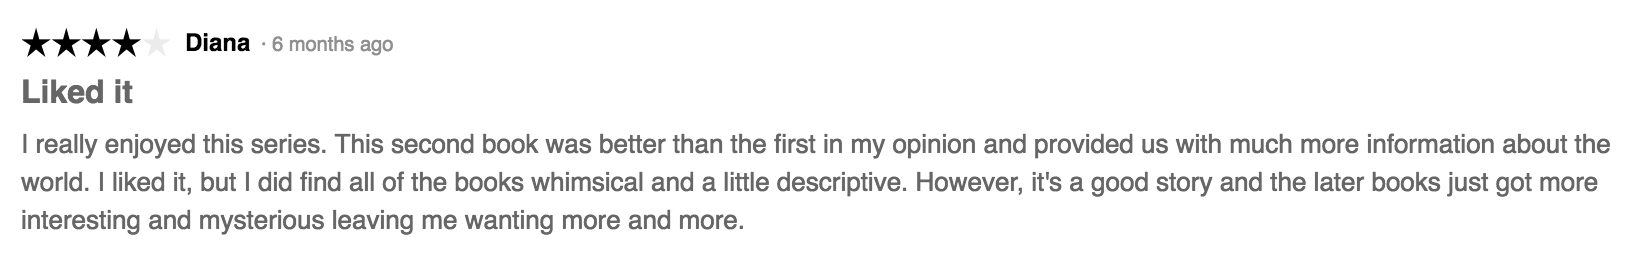 Diana · 6 months ago
Liked it
I really enjoyed this series. This second book was better than the first in my opinion and provided us with much more information about the
world. I liked it, but I did find all of the books whimsical and a little descriptive. However, it's a good story and the later books just got more
interesting and mysterious leaving me wanting more and more.